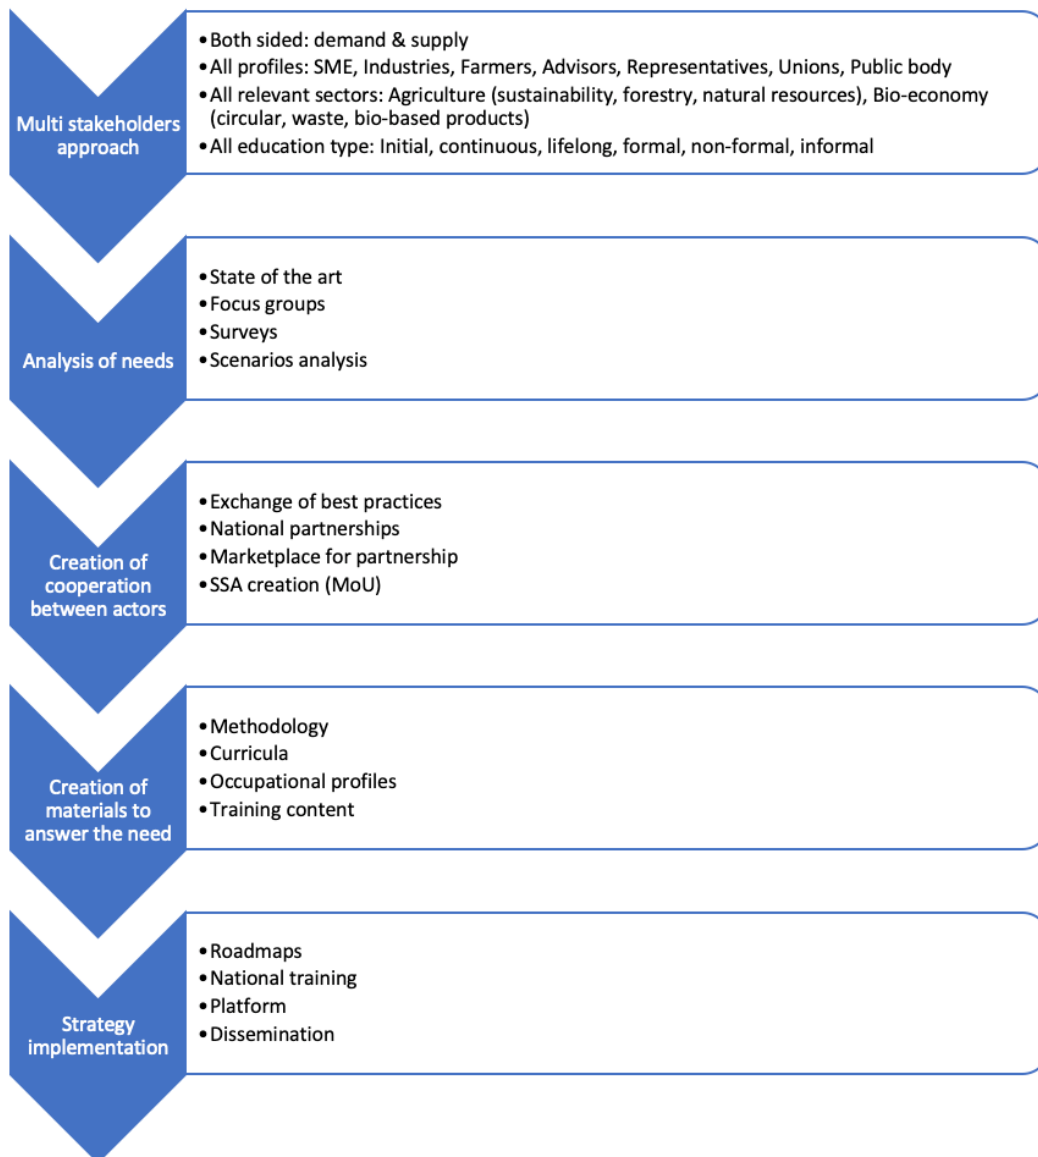 Multi stakeholders
approach
•Both sided: demand & supply
•All profiles: SME, Industries, Farmers, Advisors, Representatives, Unions, Public body
•All relevant sectors: Agriculture (sustainability, forestry, natural resources), Bio-economy
(circular, waste, bio-based products)
•All education type: Initial, continuous, lifelong, formal, non-formal, informal
Analysis of needs
•State of the art
•Focus groups
•Surveys
•Scenarios analysis
Creation of
cooperation
between actors
•Exchange of best practices
•National partnerships
•Marketplace for partnership
•SSA creation (MoU)
Creation of
materials to
answer the need
•Methodology
•Curricula
•Occupational profiles
•Training content
Strategy
implementation
•Roadmaps
•National training
•Platform
•Dissemination